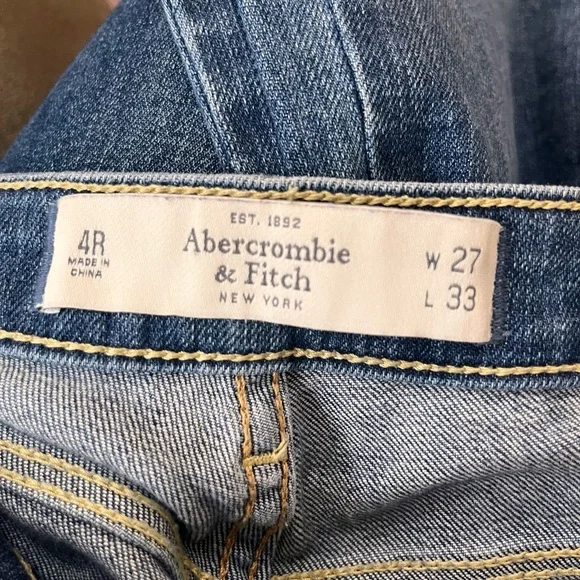 4R
MADE IN
CHINA
EST. 1892
Abercrombie
& Fitch
NEW YORK
W 27
L 33